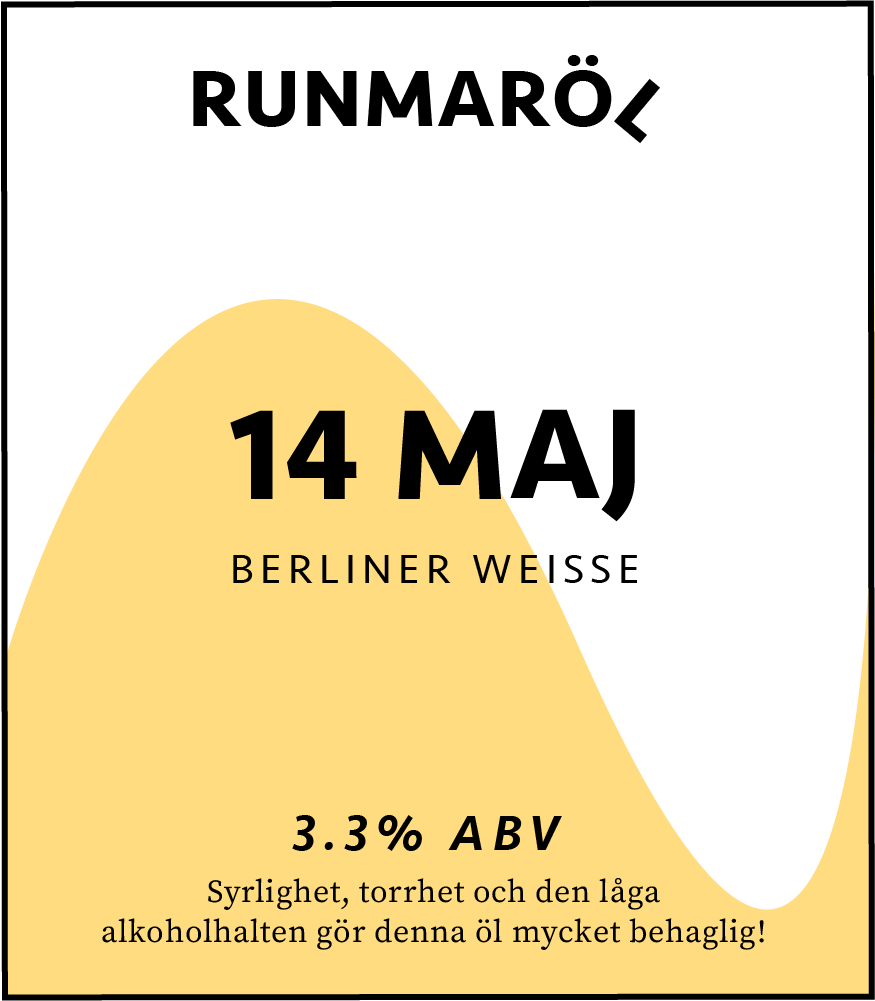 RUNMARÖL
14 MAJ
BERLINER WEISSE
3.3% ABV
Syrlighet, torrhet och den låga
alkoholhalten gör denna öl mycket behaglig!